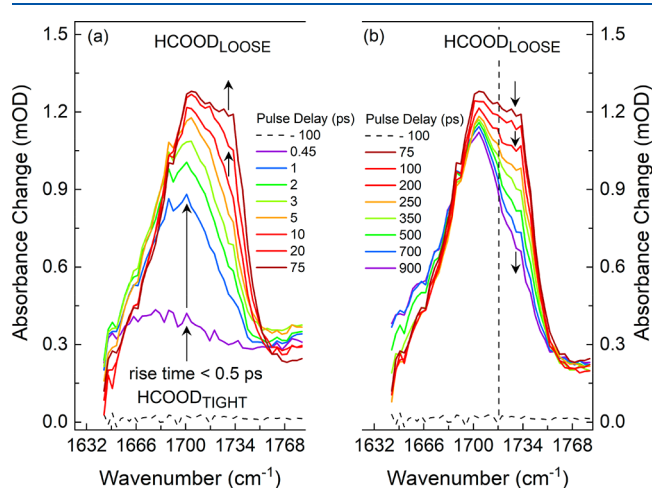 (a)
HCOOD_LOOSE
Absorbance Change (mOD)
1.5
1.2
0.9
0.6
0.3
0.0
Pulse Delay (ps)
- 100
0.45
1
2
3
5
10
20
75
rise time < 0.5 ps
HCOOD_TIGHT
1632 1666 1700 1734 1768
Wavenumber (cm⁻¹)
(b)
HCOOD_LOOSE
Pulse Delay (ps)
- 100
75
100
200
250
350
500
700
900
1.5
1.2
0.9
0.6
0.3
0.0
Absorbance Change (mOD)
1632 1666 1700 1734 1768
Wavenumber (cm⁻¹)